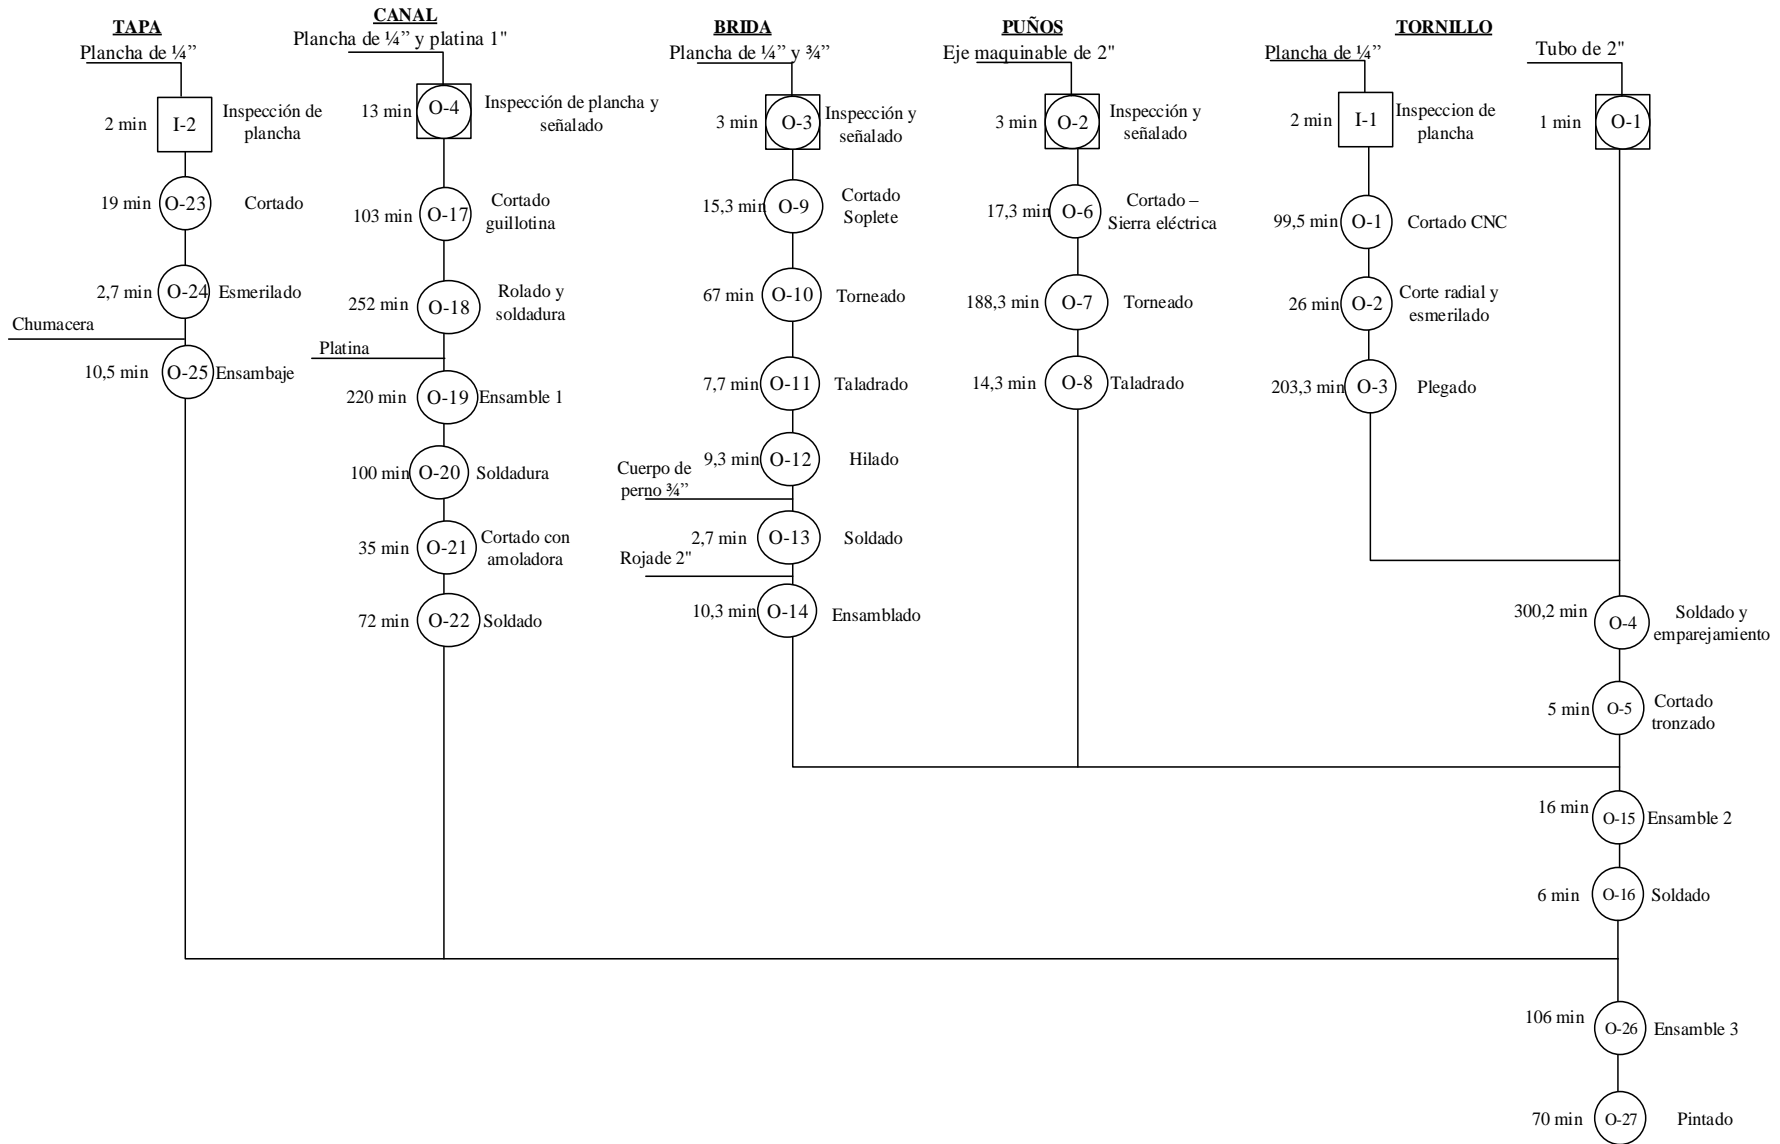 TAPA
Plancha de ¼”
2 min
I-2
Inspección de
plancha
19 min
O-23
Cortado
2,7 min
O-24
Esmerilado
Chumacera
10,5 min
O-25
Ensambaje
CANAL
Plancha de ¼” y platina 1"
13 min
O-4
Inspección de plancha y
señalado
103 min
O-17
Cortado
guillotina
252 min
O-18
Rolado y
soldadura
Platina
220 min
O-19
Ensamble 1
100 min
O-20
Soldadura
35 min
O-21
Cortado con
amoladora
72 min
O-22
Soldado
BRIDA
Plancha de ¼” y ¾”
3 min
O-3
Inspección y
señalado
15,3 min
O-9
Cortado
Soplete
67 min
O-10
Torneado
7,7 min
O-11
Taladrado
9,3 min
O-12
Hilado
Cuerpo de
perno ¾”
2,7 min
O-13
Soldado
Rojade 2"
10,3 min
O-14
Ensamblado
PUÑOS
Eje maquinable de 2"
3 min
O-2
Inspección y
señalado
17,3 min
O-6
Cortado –
Sierra eléctrica
188,3 min
O-7
Torneado
14,3 min
O-8
Taladrado
TORNILLO
Plancha de ¼”
2 min
I-1
Inspeccion de
plancha
99,5 min
O-1
Cortado CNC
26 min
O-2
Corte radial y
esmerilado
203,3 min
O-3
Plegado
Tubo de 2"
1 min
O-1
300,2 min
O-4
Soldado y
emparejamiento
5 min
O-5
Cortado
tronzado
16 min
O-15
Ensamble 2
6 min
O-16
Soldado
106 min
O-26
Ensamble 3
70 min
O-27
Pintado